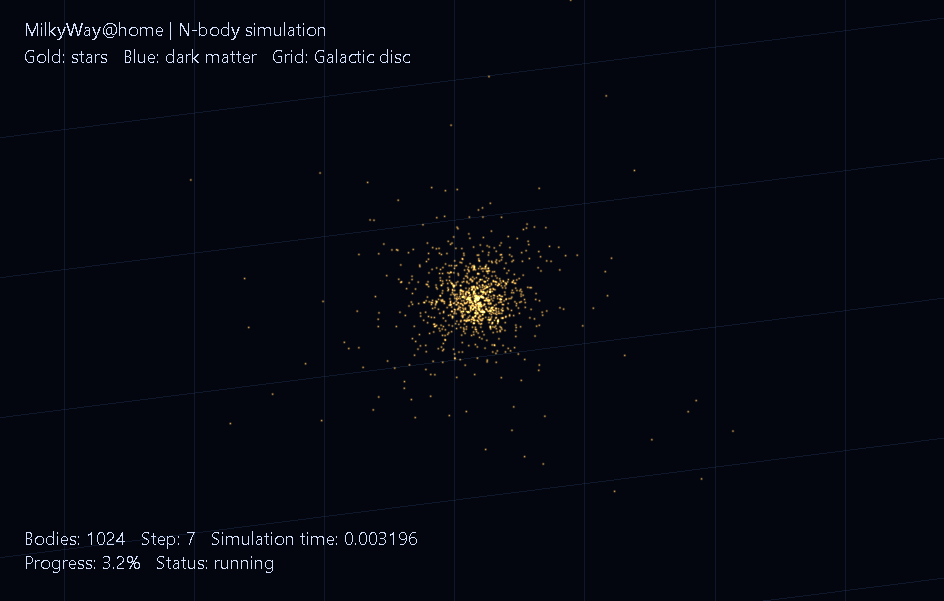 MilkyWay@home | N-body simulation
Gold: stars   Blue: dark matter   Grid: Galactic disc
Bodies: 1024   Step: 7   Simulation time: 0.003196
Progress: 3.2%   Status: running